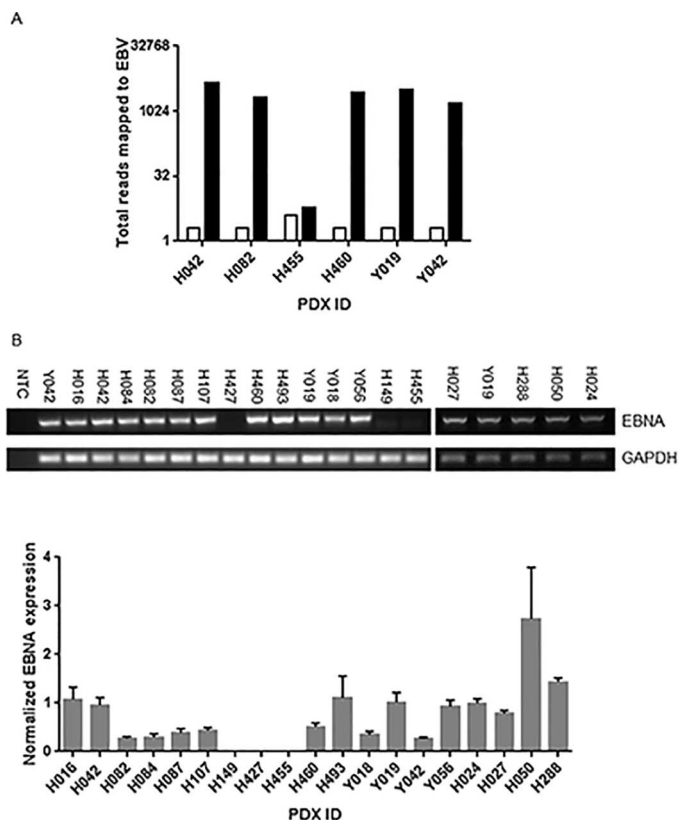 A
Total reads mapped to EBV
32768
1024
32
1
H042 H082 H455 H460 Y019 Y042
PDX ID
B
NTC Y042 H016 H042 H084 H082 H087 H107 H427 H460 H493 Y019 Y018 Y056 H149 H455 H027 Y019 H288 H050 H024
EBNA
GAPDH
Normalized EBNA expression
4
3
2
1
0
H016 H042 H082 H084 H087 H107 H149 H427 H455 H460 H493 Y018 Y019 Y042 Y056 H024 H027 H050 H288
PDX ID